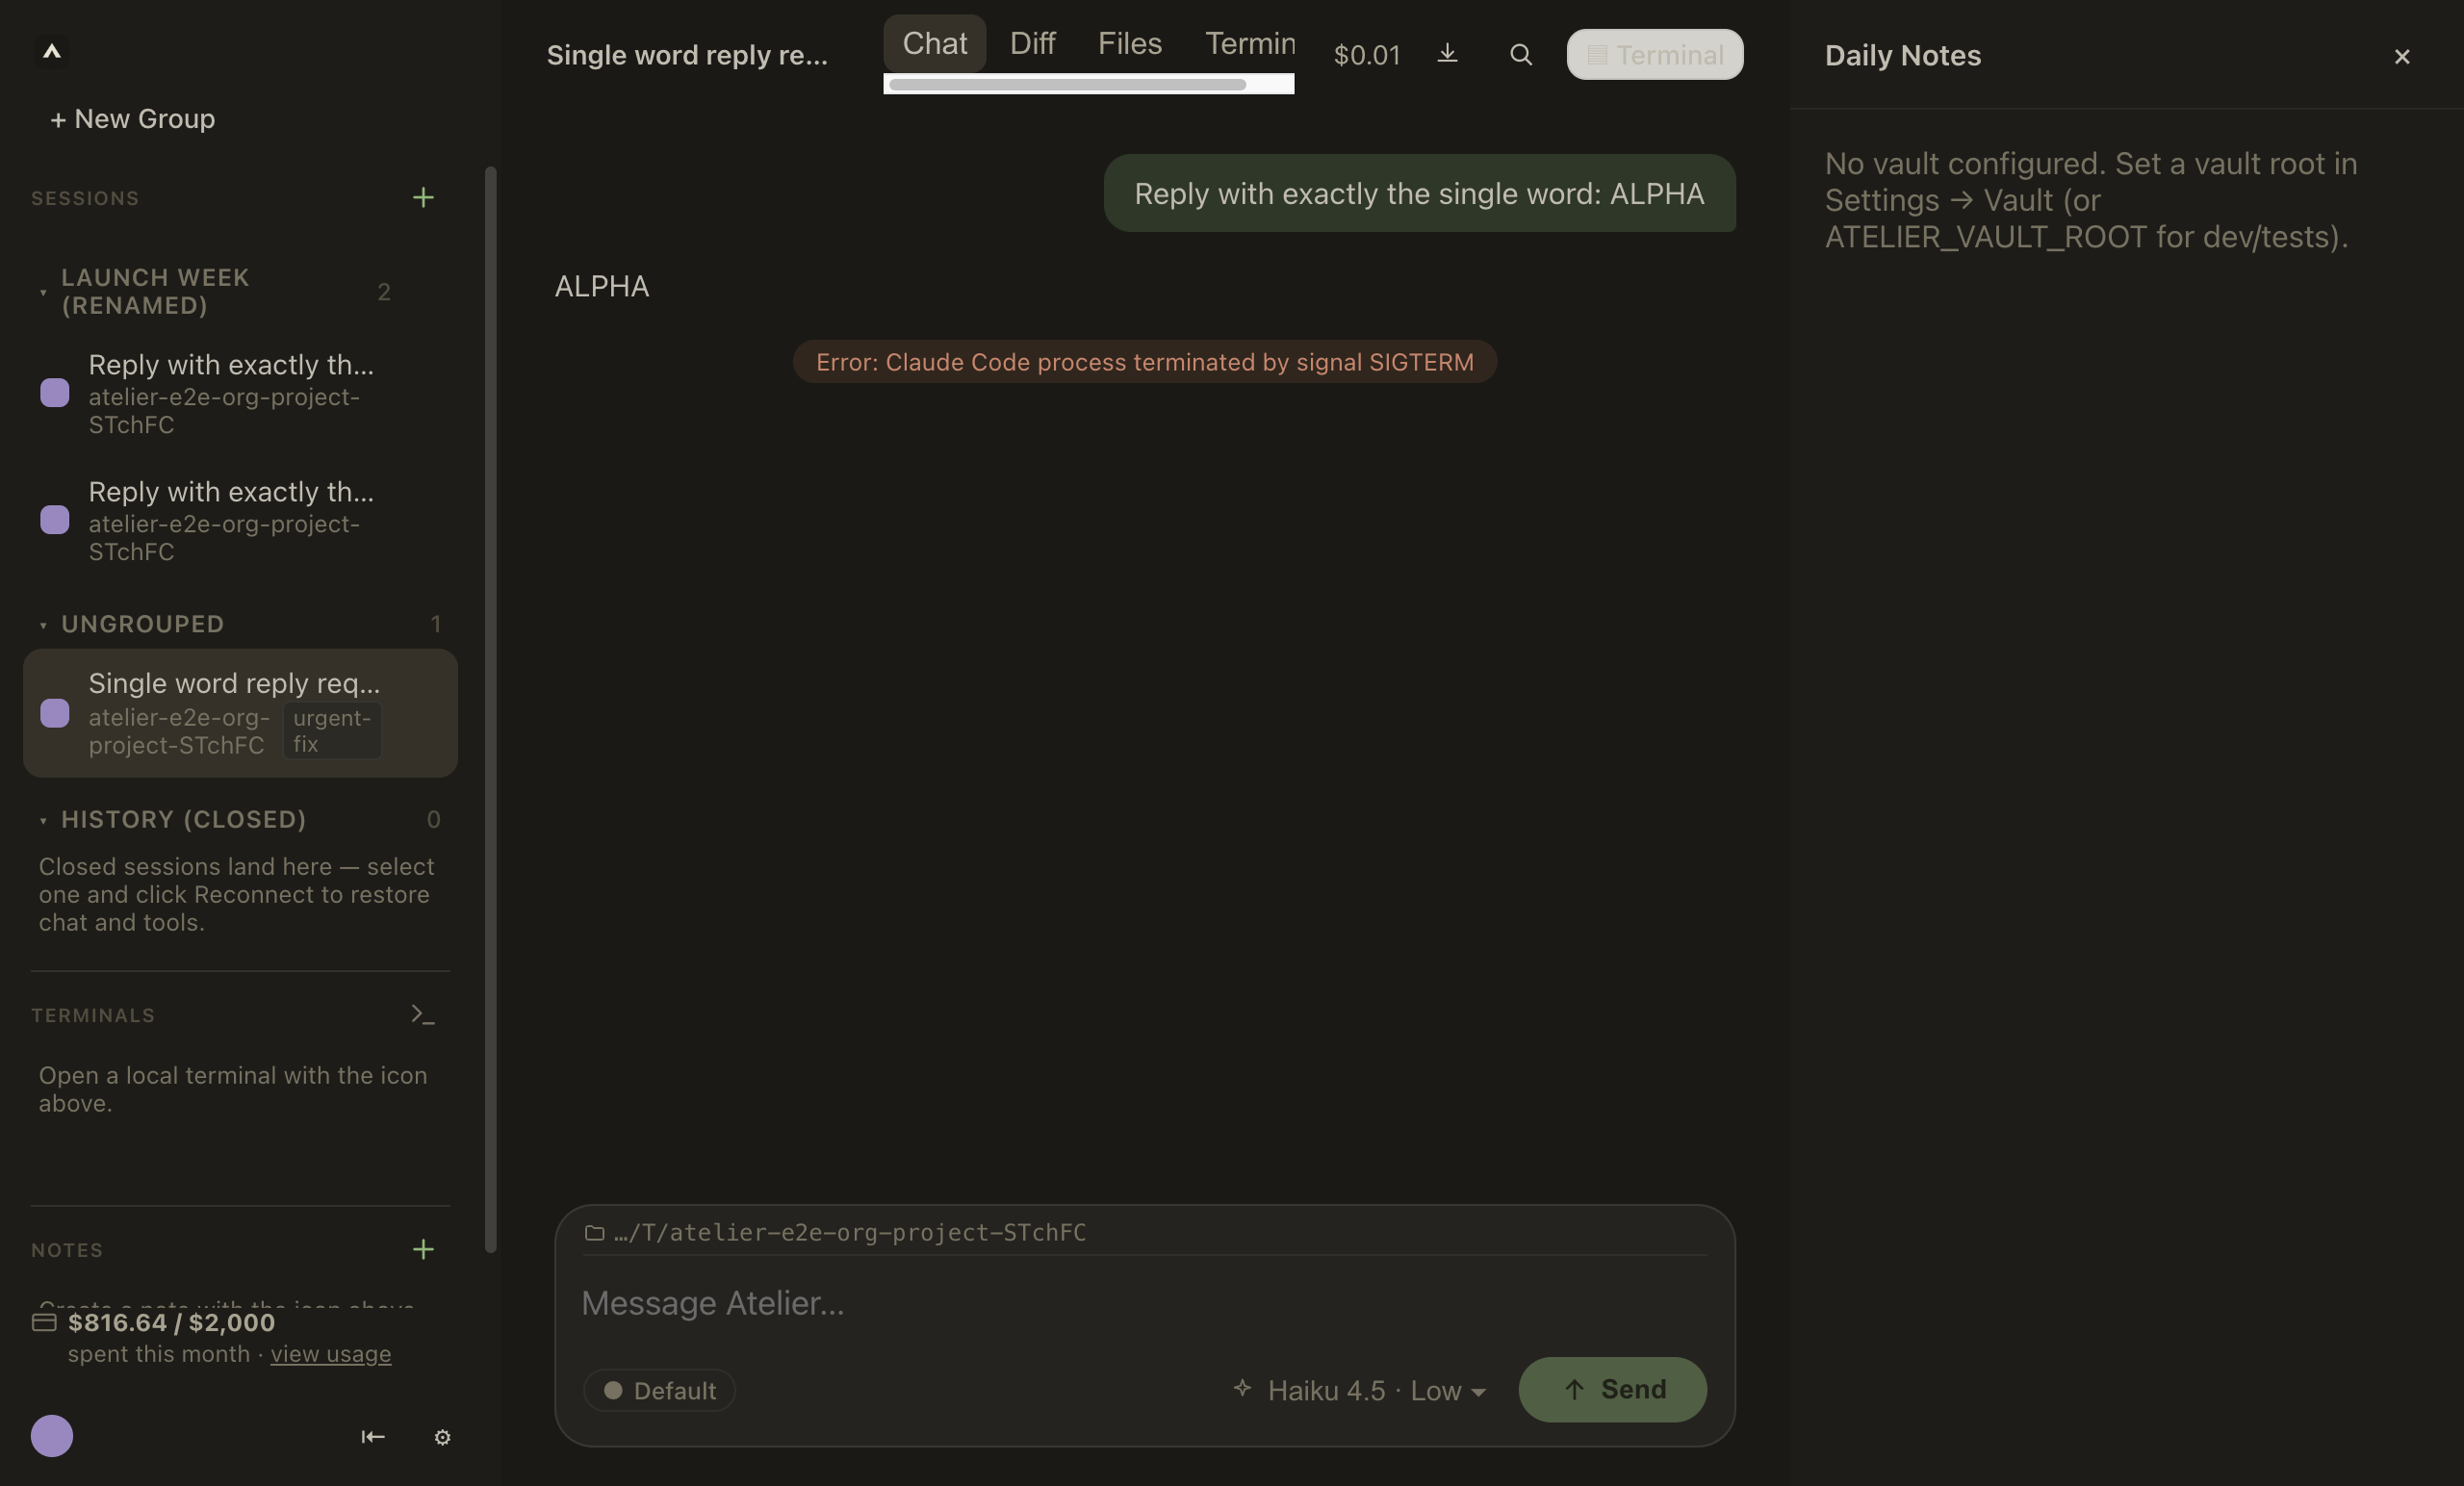 + New Group
SESSIONS
+
LAUNCH WEEK
(RENAMED)
2
Reply with exactly th...
atelier-e2e-org-project-
STchFC
Reply with exactly th...
atelier-e2e-org-project-
STchFC
UNGROUPED
1
Single word reply req...
atelier-e2e-org-
project-STchFC
urgent-
fix
HISTORY (CLOSED)
0
Closed sessions land here — select
one and click Reconnect to restore
chat and tools.
TERMINALS
Open a local terminal with the icon
above.
NOTES
+
Create a note with the icon above
$816.64 / $2,000
spent this month · view usage
Single word reply re...
Chat
Diff
Files
Termin
$0.01
Terminal
Reply with exactly the single word: ALPHA
ALPHA
Error: Claude Code process terminated by signal SIGTERM
…/T/atelier-e2e-org-project-STchFC
Message Atelier...
Default
Haiku 4.5 · Low
Send
Daily Notes
×
No vault configured. Set a vault root in
Settings → Vault (or
ATELIER_VAULT_ROOT for dev/tests).